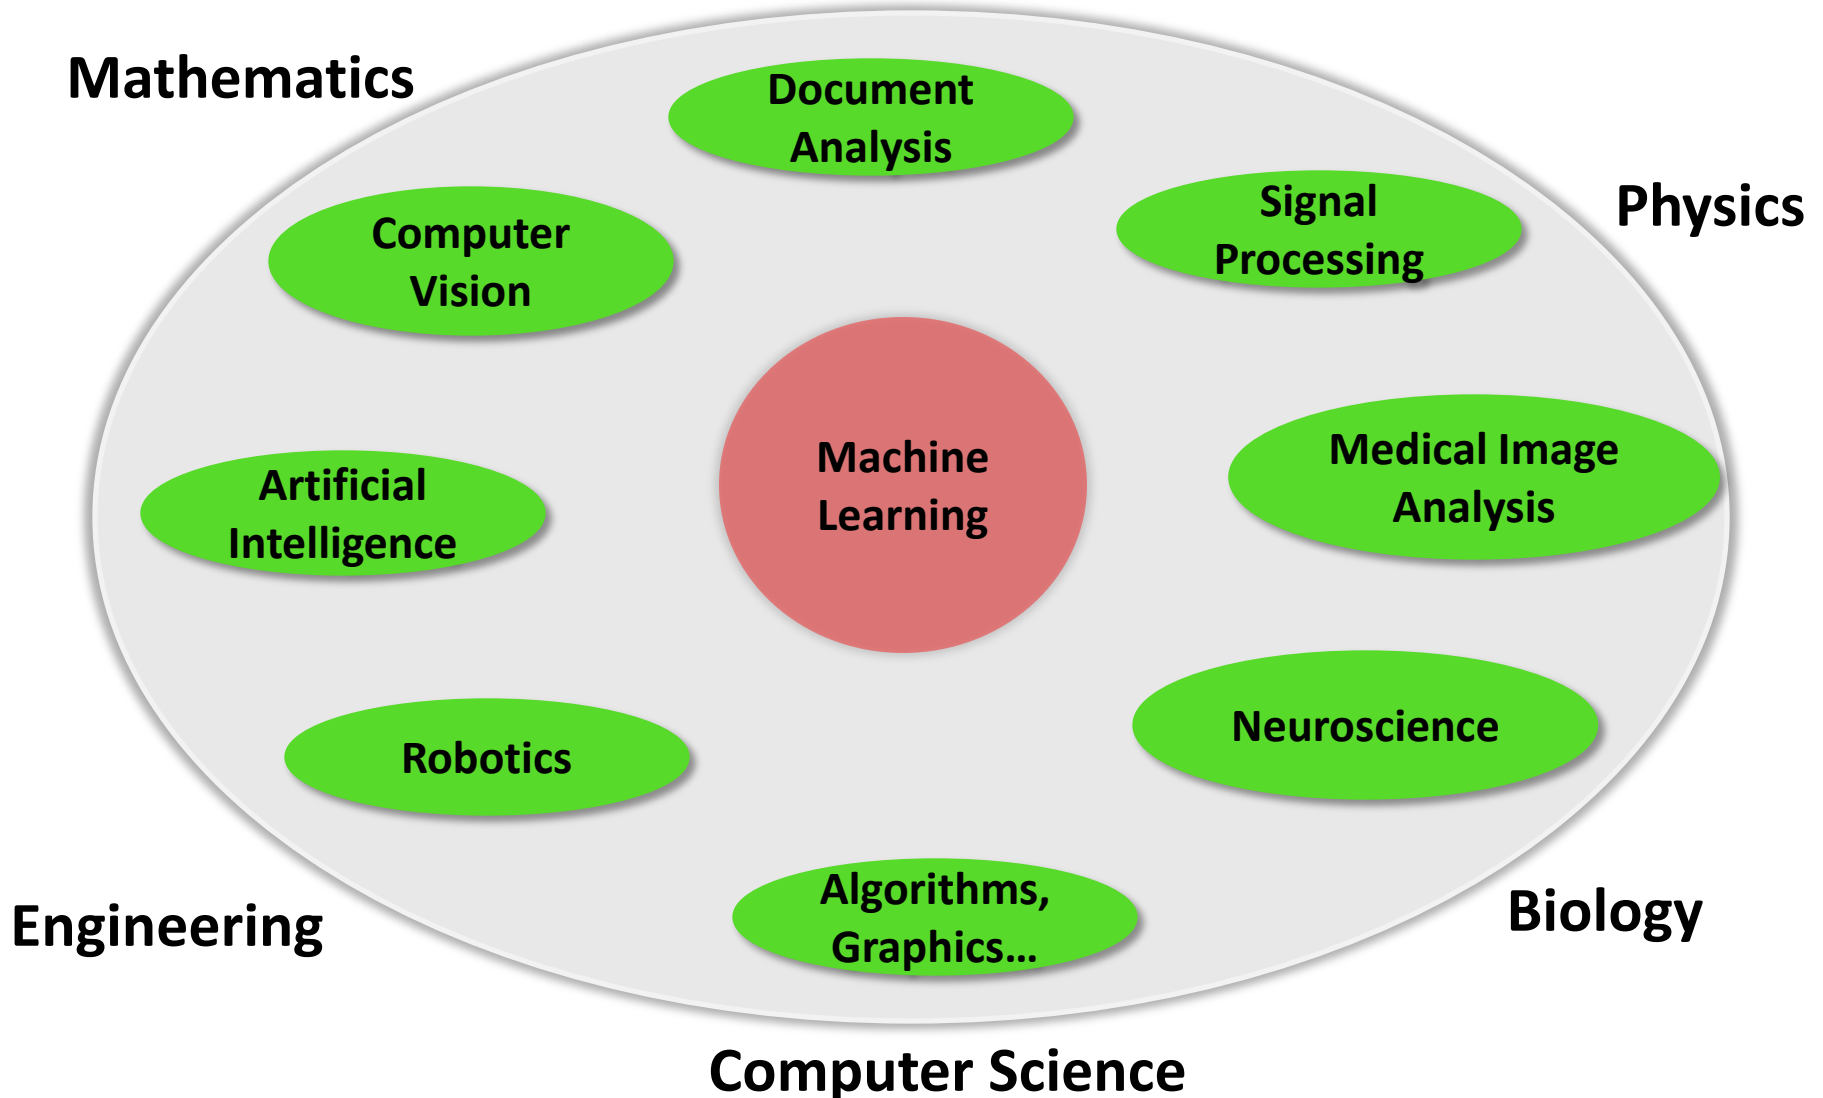 Mathematics
Document
Analysis
Signal
Processing
Physics
Computer
Vision
Machine
Learning
Medical Image
Analysis
Artificial
Intelligence
Neuroscience
Robotics
Algorithms,
Graphics...
Engineering
Biology
Computer Science